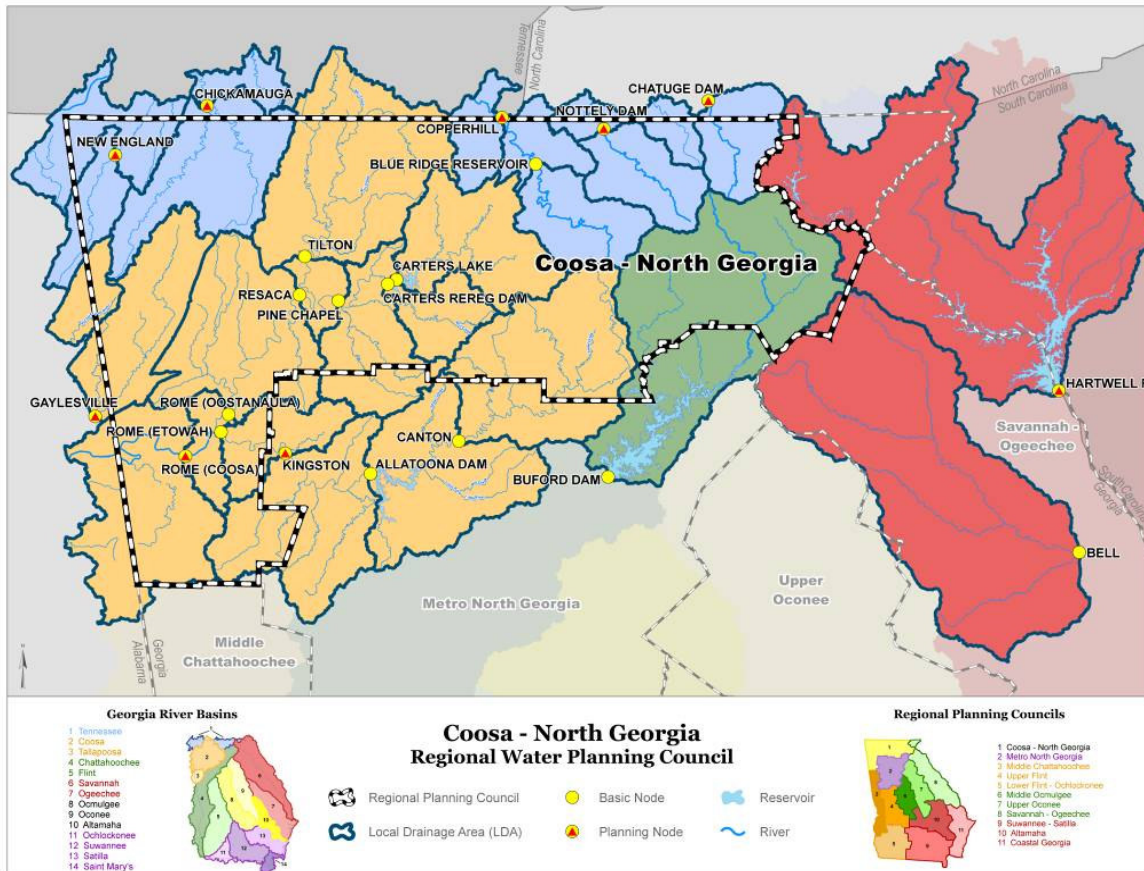 Tennessee
North Carolina
CHICKAMAUGA
CHATUGE DAM
North Carolina
South Carolina
NOTTELY DAM
COPPERHILL
NEW ENGLAND
BLUE RIDGE RESERVOIR
TILTON
CARTERS LAKE
Coosa - North Georgia
RESACA
CARTERS REREG DAM
PINE CHAPEL
HARTWELL
GAYLESVILLE
ROME (OOSTANAULA)
Savannah -
Ogeechee
ROME (ETOWAH)
CANTON
ROME (COOSA)
KINGSTON
ALLATOONA DAM
BUFORD DAM
South Carolina
Georgia
BELL
Metro North Georgia
Upper
Oconee
Middle
Chattahoochee
Georgia
Alabama
N
Georgia River Basins
1 Tennessee
2 Coosa
3 Tallapoosa
4 Chattahoochee
5 Flint
6 Savannah
7 Ogeechee
8 Ocmulgee
9 Oconee
10 Altamaha
11 Ochlockonee
12 Suwannee
13 Satilla
14 Saint Mary's
Coosa - North Georgia
Regional Water Planning Council
Regional Planning Council
Basic Node
Reservoir
Local Drainage Area (LDA)
Planning Node
River
Regional Planning Councils
1 Coosa - North Georgia
2 Metro North Georgia
3 Middle Chattahoochee
4 Upper Flint
5 Lower Flint - Ochlockonee
6 Middle Ocmulgee
7 Upper Oconee
8 Savannah - Ogeechee
9 Suwannee - Satilla
10 Altamaha
11 Coastal Georgia